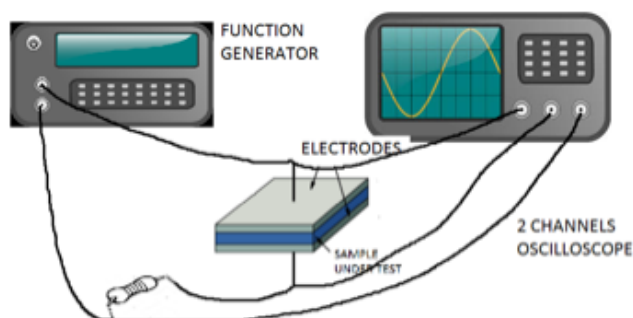 FUNCTION
GENERATOR
ELECTRODES
SAMPLE
UNDER TEST
2 CHANNELS
OSCILLOSCOPE